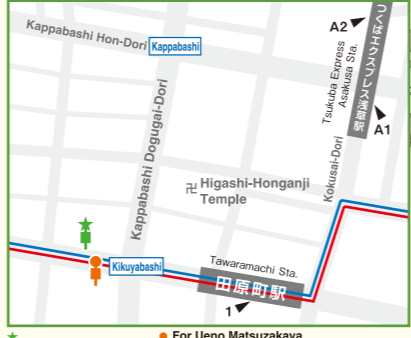 Kappabashi Hon-Dori
Kappabashi
A2
つくばエクスプレス浅草駅
Tsukuba Express
Asakusa Sta.
A1
Kappabashi Dogugai-Dori
Kokusai-Dori
卍 Higashi-Honganji
Temple
Kikuyabashi
Tawaramachi Sta.
田原町駅
1
For Ueno Matsuzakaya